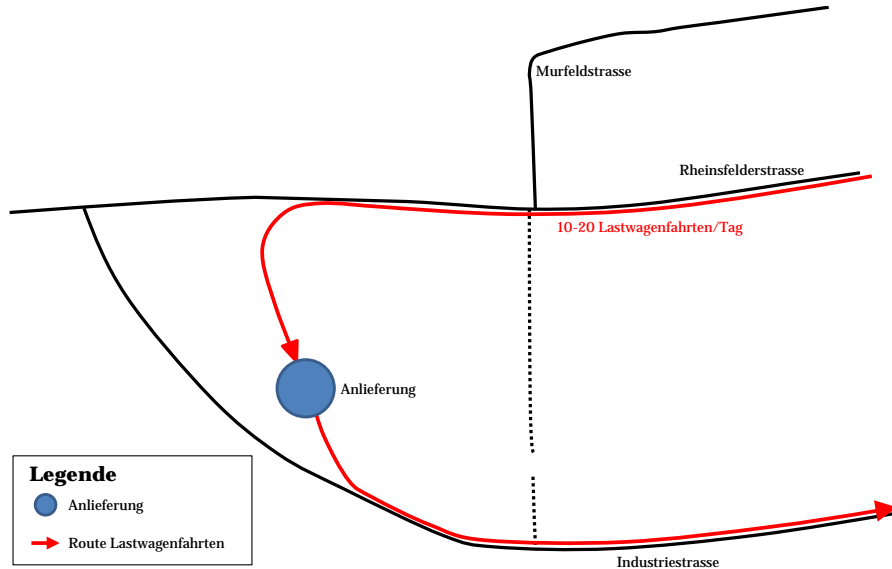 Murfeldstrasse
Rheinsfelderstrasse
10-20 Lastwagenfahrten/Tag
Anlieferung
Legende
Anlieferung
Route Lastwagenfahrten
Industriestrasse